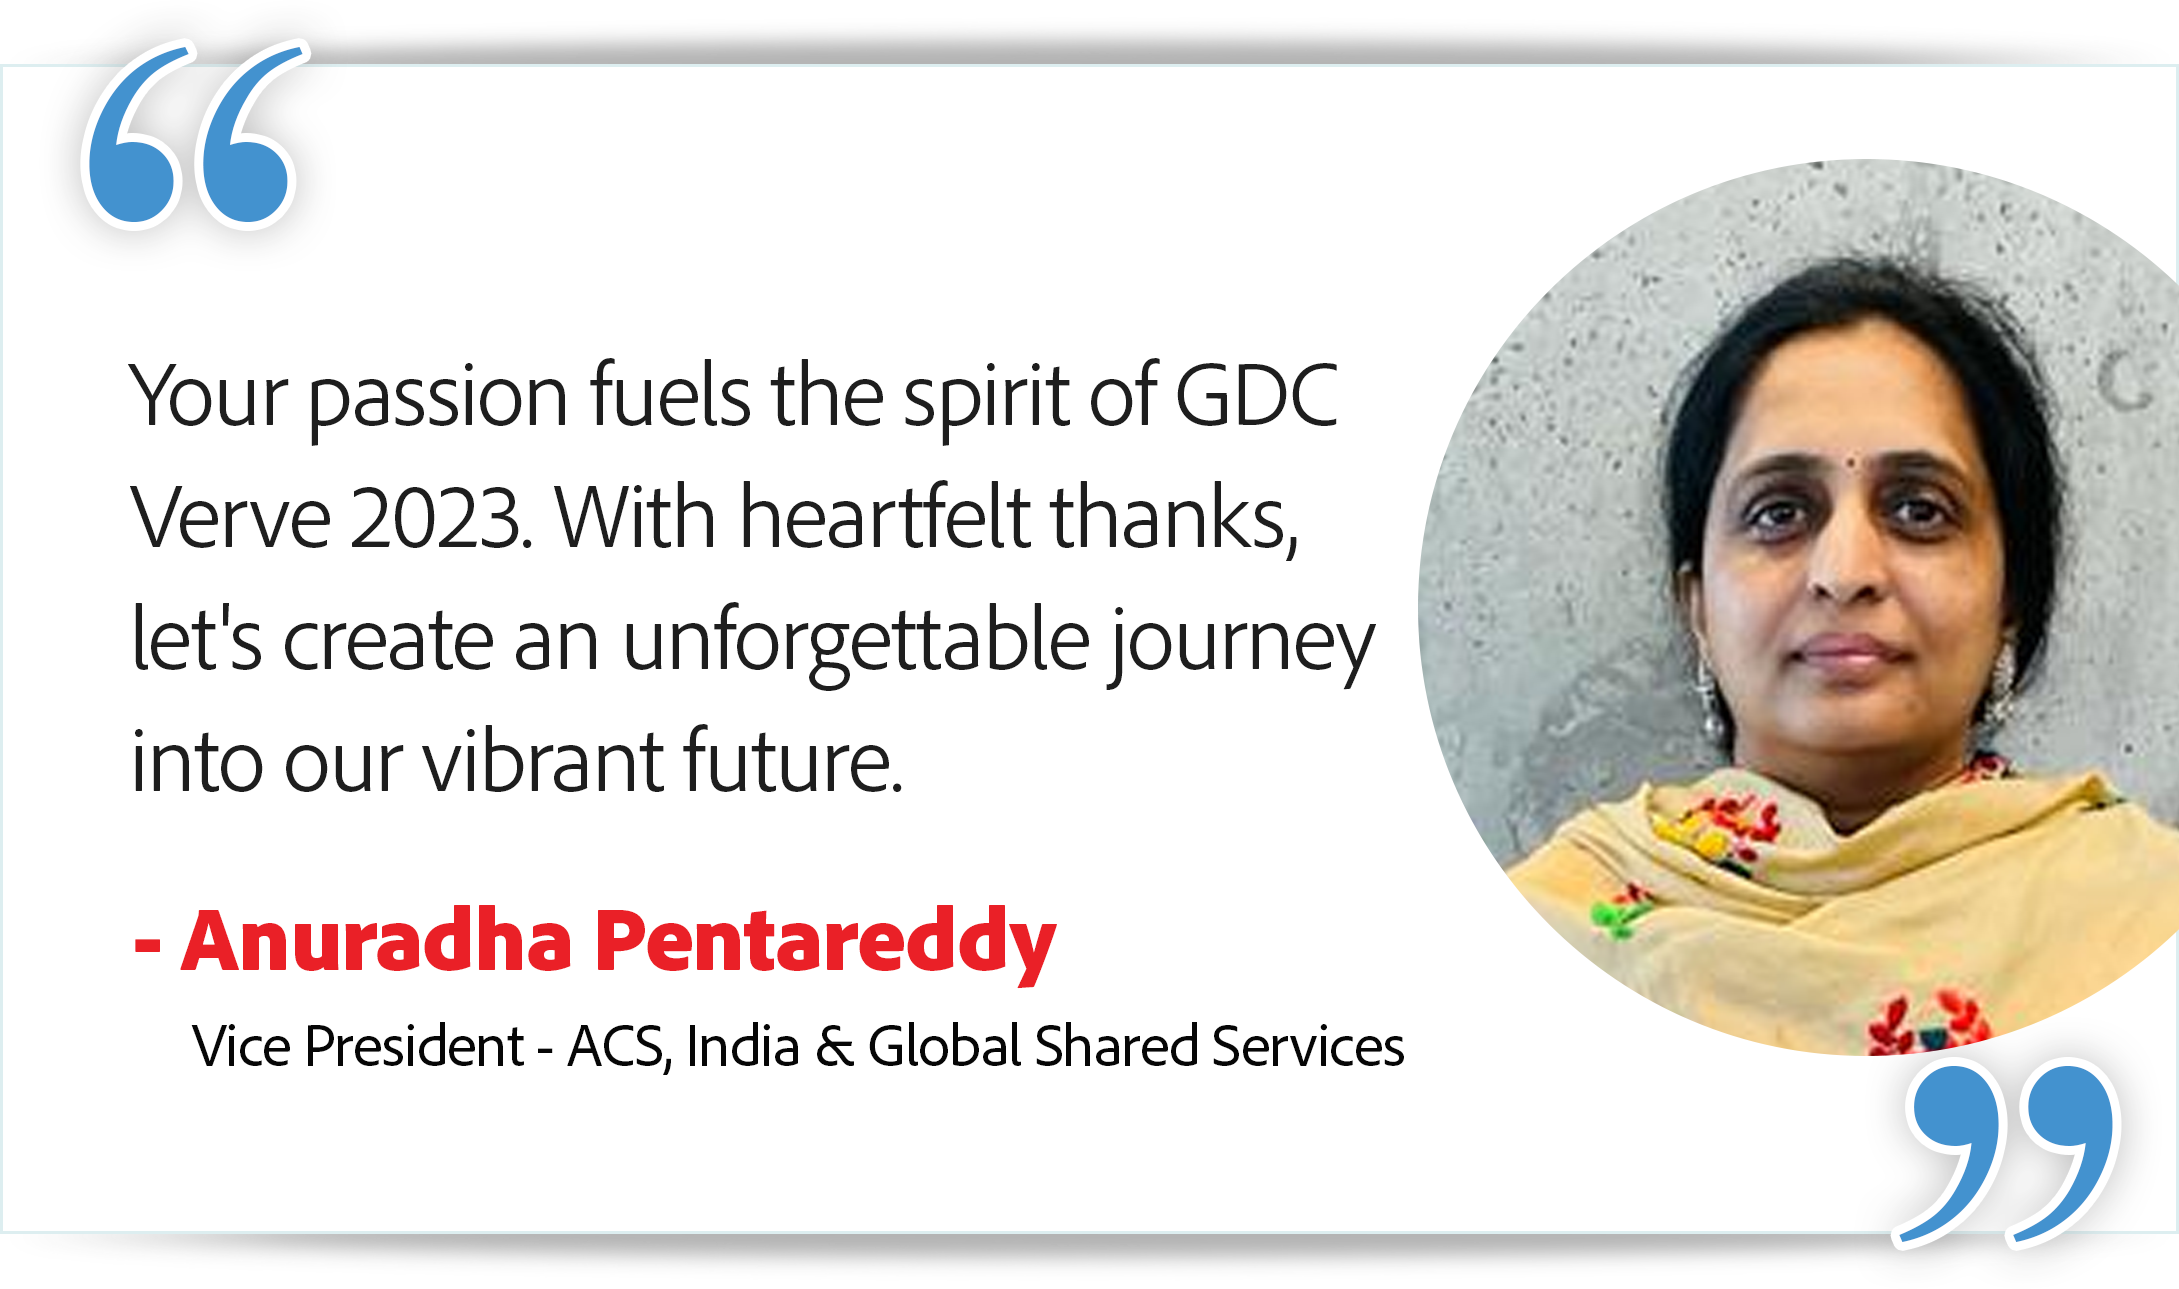 “
Your passion fuels the spirit of GDC
Verve 2023. With heartfelt thanks,
let's create an unforgettable journey
into our vibrant future.
- Anuradha Pentareddy
Vice President - ACS, India & Global Shared Services
”